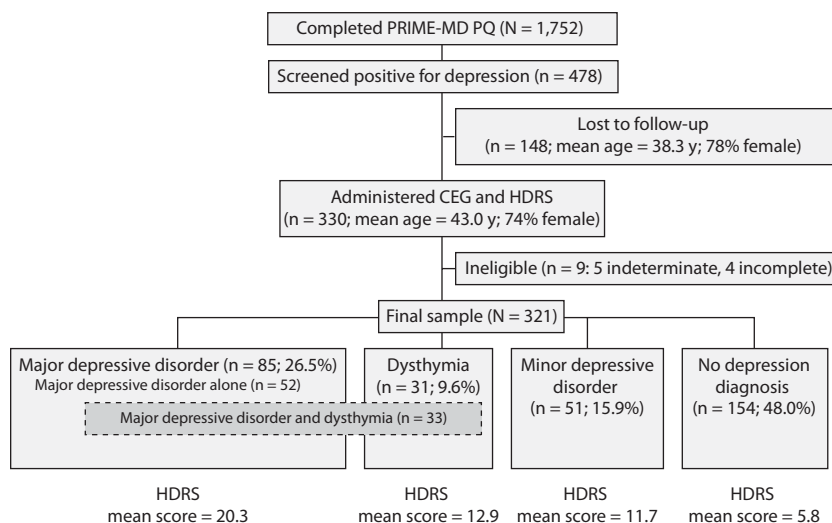 Completed PRIME-MD PQ (N = 1,752)
Screened positive for depression (n = 478)
Lost to follow-up
(n = 148; mean age = 38.3 y; 78% female)
Administered CEG and HDRS
(n = 330; mean age = 43.0 y; 74% female)
Ineligible (n = 9: 5 indeterminate, 4 incomplete)
Final sample (N = 321)
Major depressive disorder (n = 85; 26.5%)
Major depressive disorder alone (n = 52)
Dysthymia
(n = 31; 9.6%)
Major depressive disorder and dysthymia (n = 33)
Minor depressive
disorder
(n = 51; 15.9%)
No depression
diagnosis
(n = 154; 48.0%)
HDRS
mean score = 20.3
HDRS
mean score = 12.9
HDRS
mean score = 11.7
HDRS
mean score = 5.8